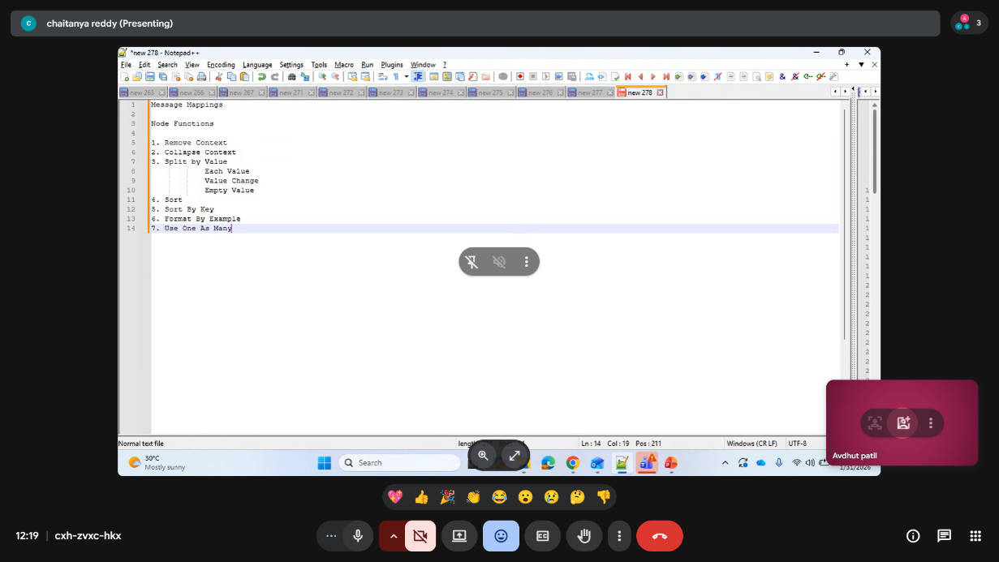 C chaitanya reddy (Presenting)
3
*new 278 - Notepad++
File Edit Search View Encoding Language Settings Tools Macro Run Plugins Window ?
new 263 new 266 new 267 new 271 new 272 new 273 new 274 new 275 new 276 new 277 new 278
1 Message Mappings
2
3 Node Functions
4
5 1. Remove Context
6 2. Collapse Context
7 3. Split by Value
8 Each Value
9 Value Change
10 Empty Value
11 4. Sort
12 5. Sort By Key
13 6. Format By Example
14 7. Use One As Many
Normal text file Ln: 14 Col: 19 Pos: 211 Windows (CR LF) UTF-8
Avdhut patil
30°C
Mostly sunny
Search
1/31/2026
12:19 | cxh-zvxc-hkx